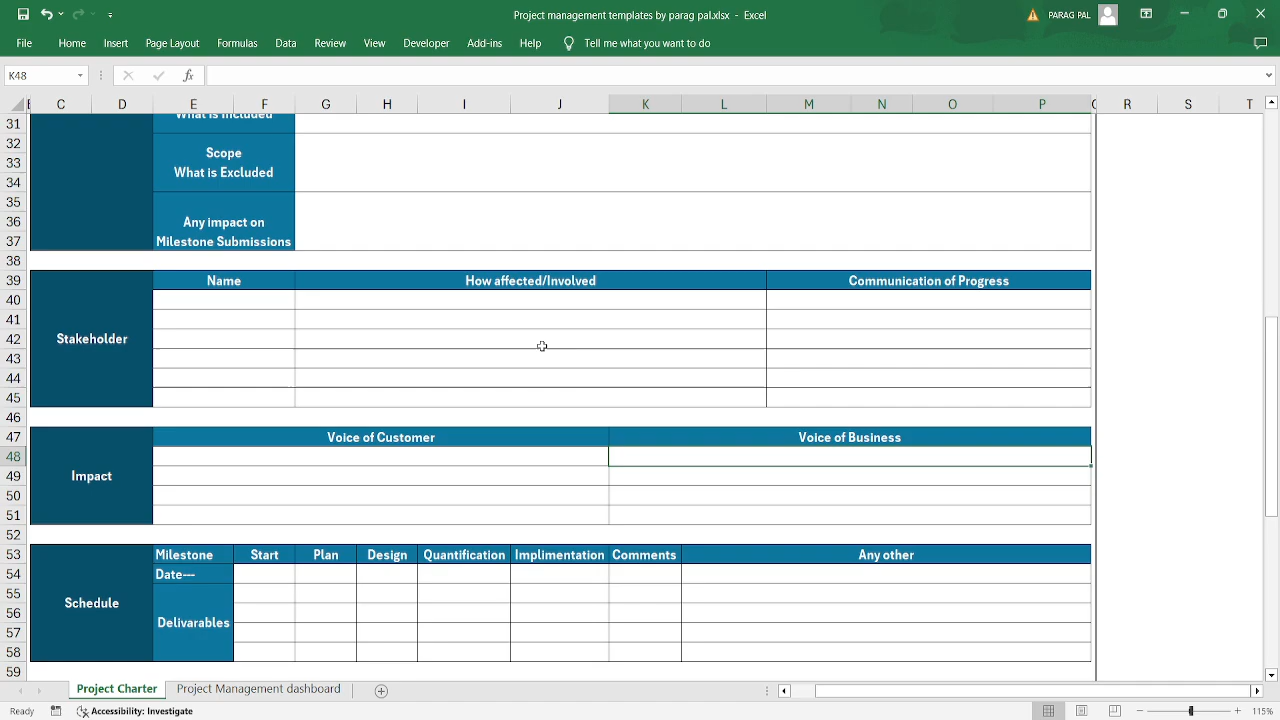 Project management templates by parag pal.xlsx - Excel
PARAG PAL
File Home Insert Page Layout Formulas Data Review View Developer Add-ins Help Tell me what you want to do
K48
fx
C D E F G H I J K L M N O P Q R S T
31 What is Included
32
33 Scope
What is Excluded
34
35
36 Any impact on
37 Milestone Submissions
38
39 Name How affected/Involved Communication of Progress
40
41
42 Stakeholder
43
44
45
46
47 Voice of Customer Voice of Business
48
49 Impact
50
51
52
53 Milestone Start Plan Design Quantification Implimentation Comments Any other
54 Date---
55
56 Schedule
57 Delivarables
58
59
Project Charter Project Management dashboard
Ready Accessibility: Investigate 115%